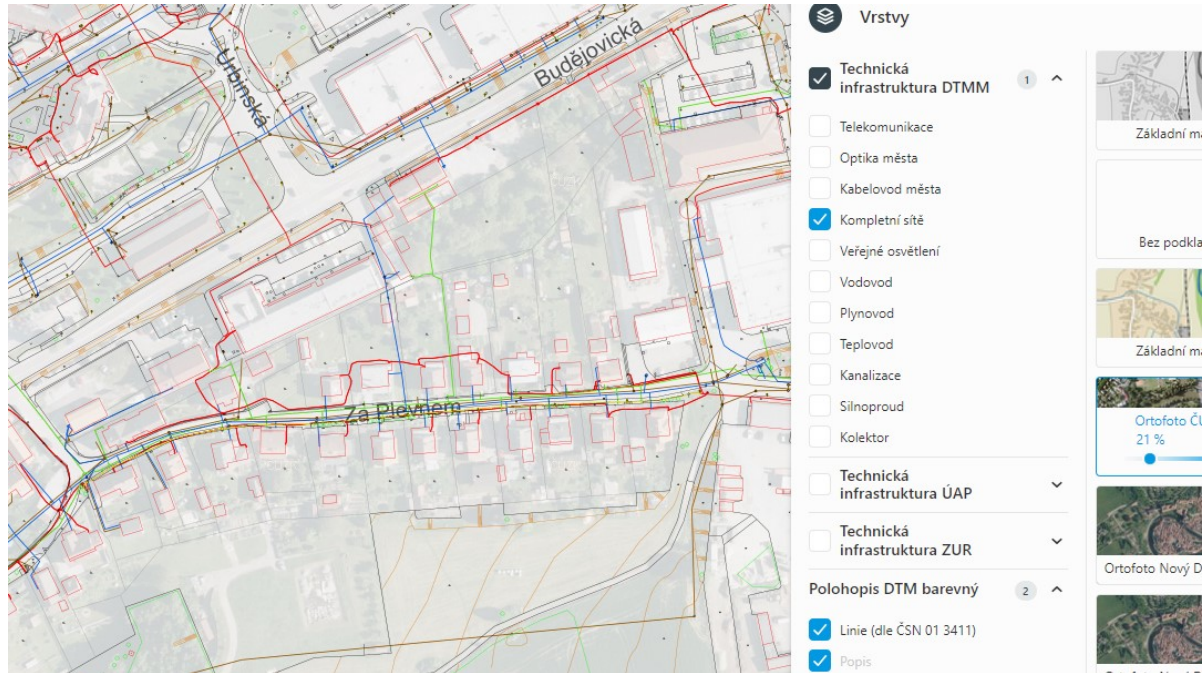 Vrstvy
Urbinská
Budějovická
Za Plevnem
Technická
infrastruktura DTMM
1
Telekomunikace
Optika města
Kabelovod města
Kompletní sítě
Veřejné osvětlení
Vodovod
Plynovod
Teplovod
Kanalizace
Silnoproud
Kolektor
Technická
infrastruktura ÚAP
Technická
infrastruktura ZUR
Polohopis DTM barevný
2
Linie (dle ČSN 01 3411)
Popis
Základní ma
Bez podkla
Základní ma
Ortofoto ČÚ
21 %
Ortofoto Nový D